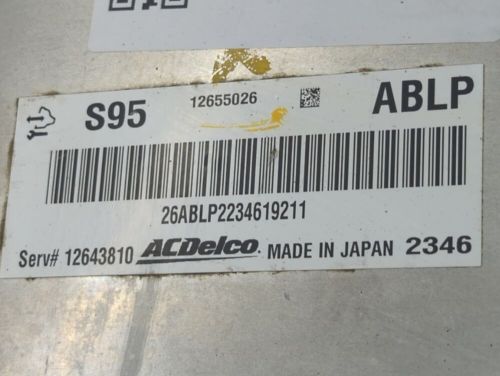 S95 12655026 ABLP
26ABLP2234619211
Serv# 12643810 ACDelco MADE IN JAPAN 2346